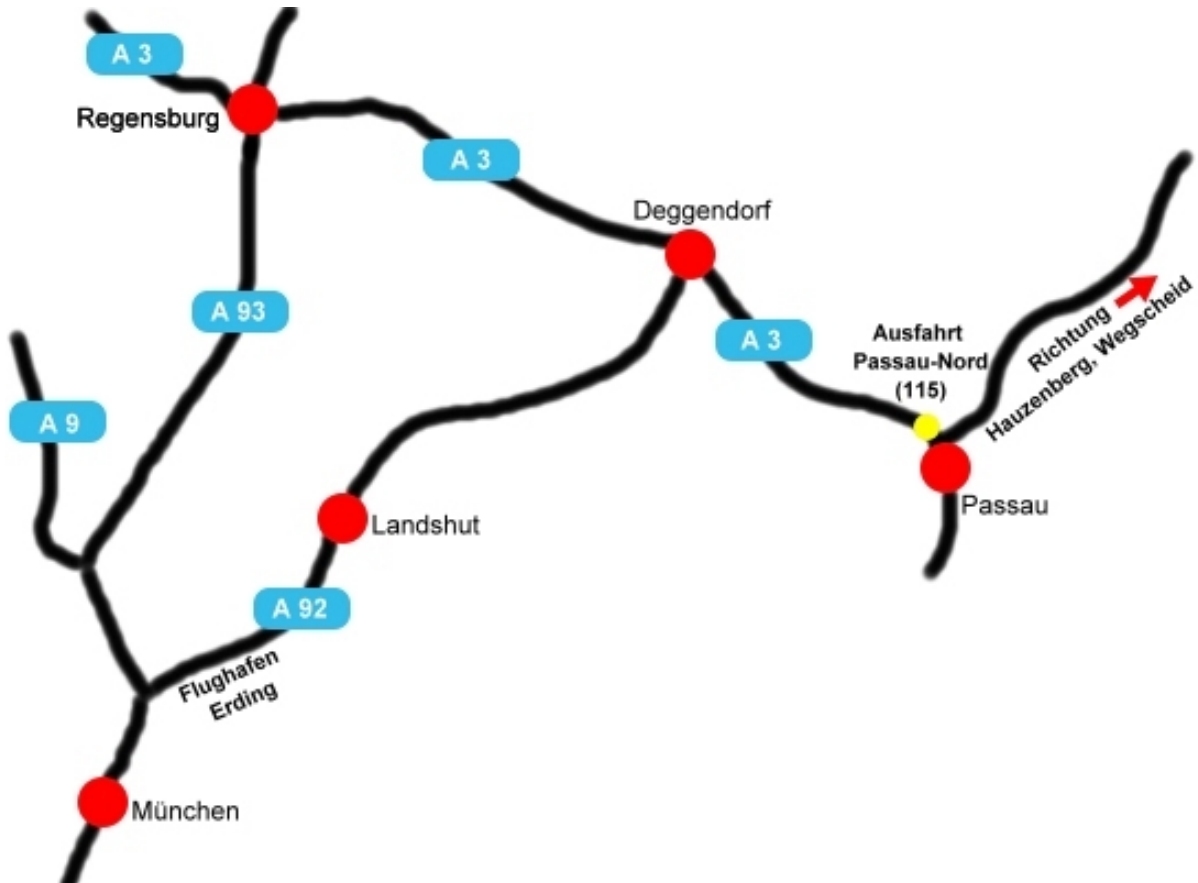 A 3
Regensburg
A 3
Deggendorf
A 93
A 3
Ausfahrt
Passau-Nord
(115)
Richtung
Hauzenberg, Wegscheid
A 9
Passau
Landshut
A 92
Flughafen
Erding
München